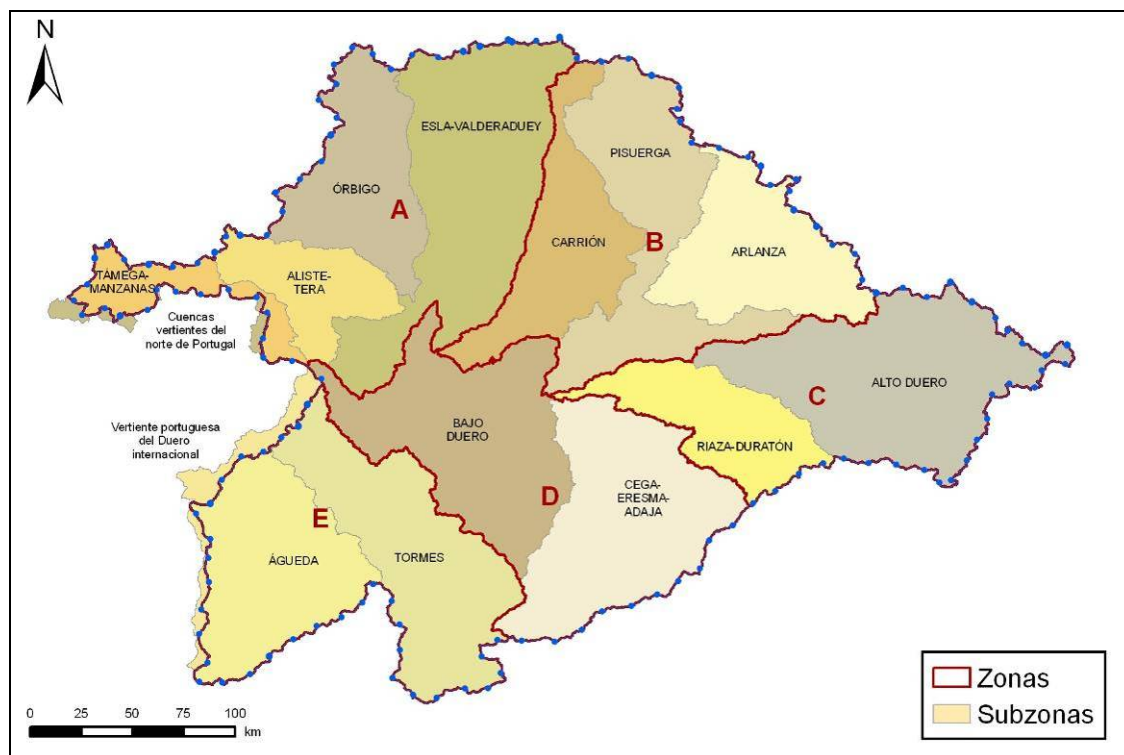 N
ESLA-VALDERADUEY
PISUERGA
ÓRBIGO
A
CARRIÓN
B
ARLANZA
TÁMEGA-
MANZANAS
ALISTE-
TERA
Cuencas
vertientes del
norte de Portugal
ALTO DUERO
C
BAJO
DUERO
Vertiente portuguesa
del Duero
internacional
RIAZA-DURATÓN
CEGA-
ERESMA-
ADAJA
D
E
TORMES
ÁGUEDA
Zonas
Subzonas
0 25 50 75 100
km